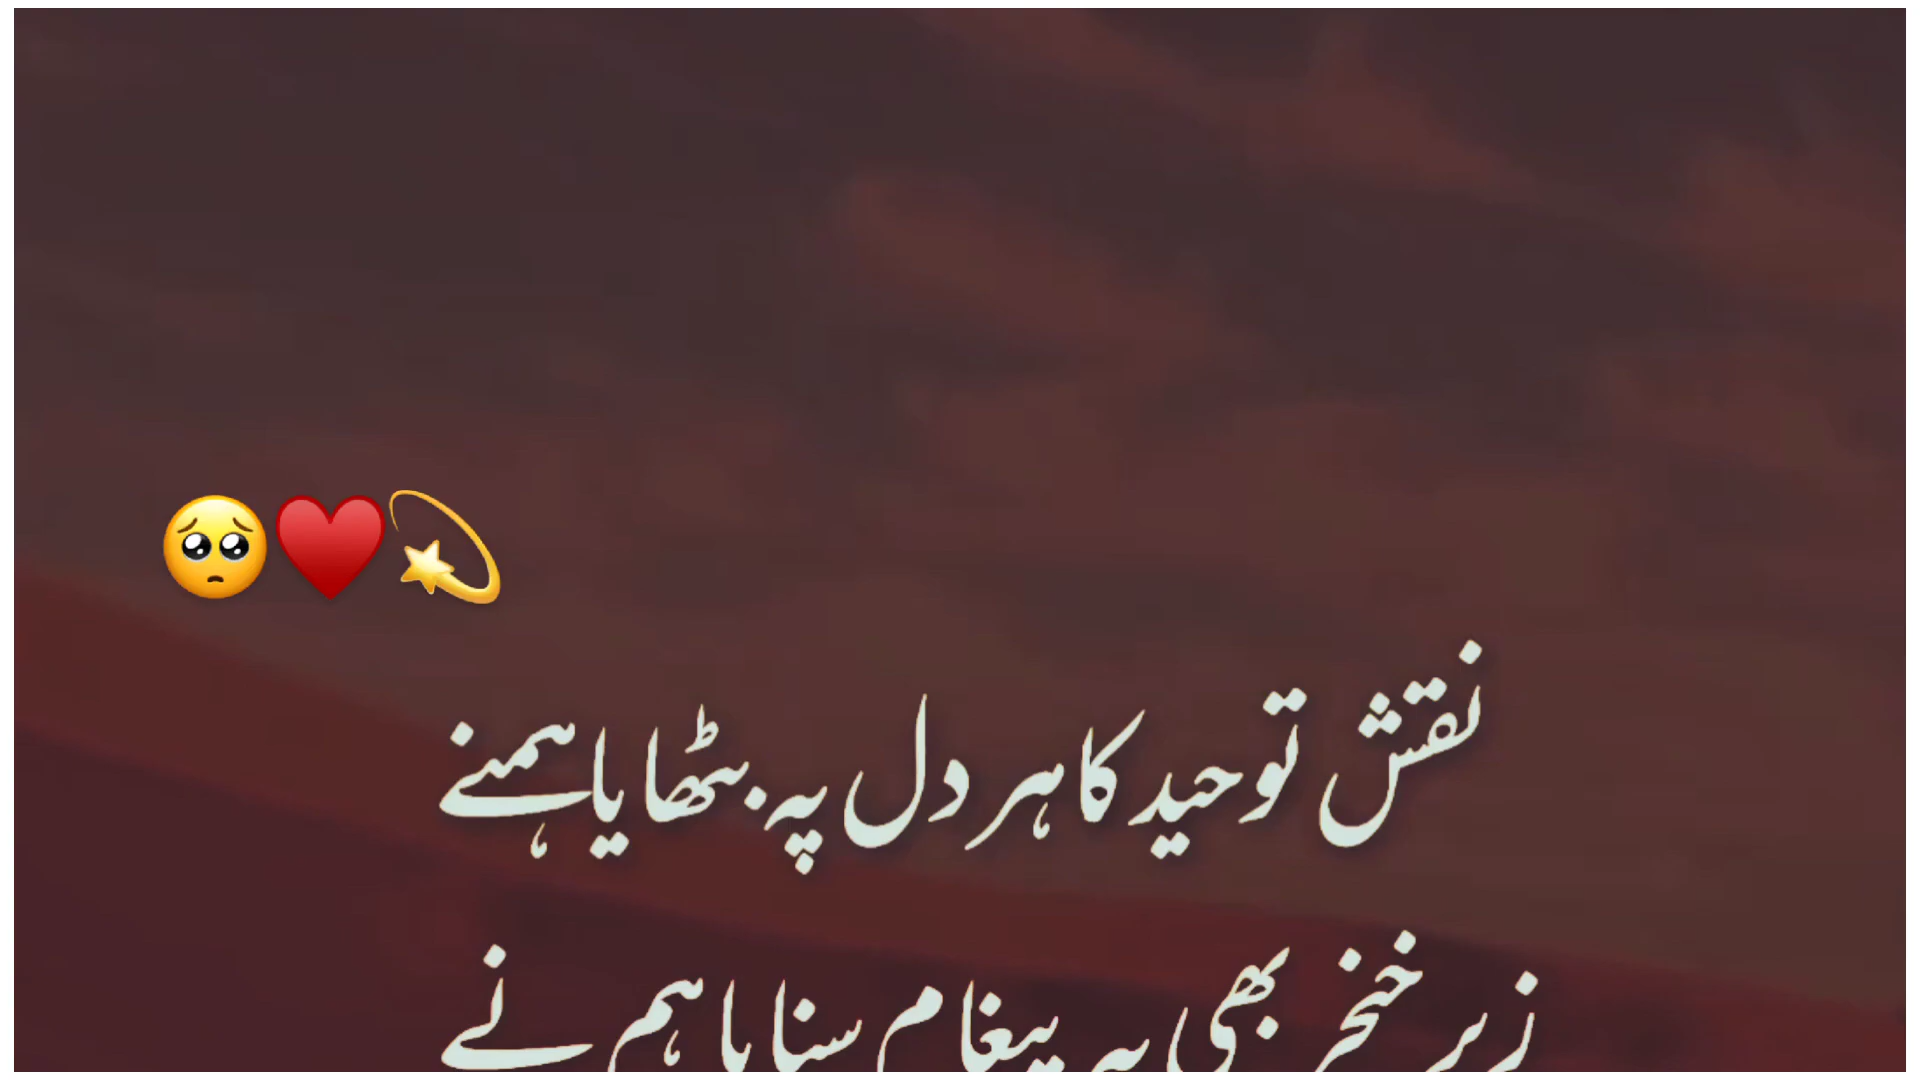 🥺♥️💫
نقش توحید کا ہر دل پہ بٹھایا ہمنے
زیر خنجر بھی یہ پیغام سنایا ہم نے